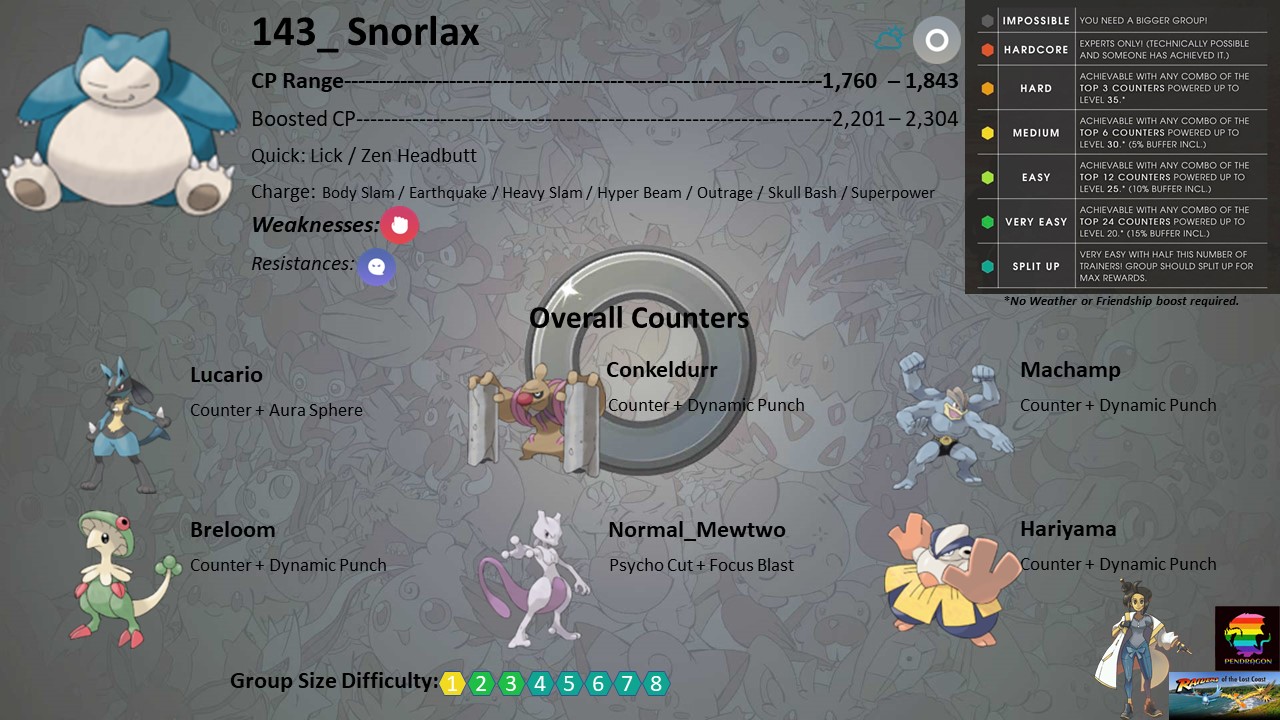 143_ Snorlax
CP Range--------------------------------------------------------------------1,760 – 1,843
Boosted CP--------------------------------------------------------------------2,201 – 2,304
Quick: Lick / Zen Headbutt
Charge: Body Slam / Earthquake / Heavy Slam / Hyper Beam / Outrage / Skull Bash / Superpower
Weaknesses:
Resistances:
IMPOSSIBLE YOU NEED A BIGGER GROUP!
HARDCORE EXPERTS ONLY! (TECHNICALLY POSSIBLE
AND SOMEONE HAS ACHIEVED IT.)
HARD ACHIEVABLE WITH ANY COMBO OF THE
TOP 3 COUNTERS POWERED UP TO
LEVEL 35.*
MEDIUM ACHIEVABLE WITH ANY COMBO OF THE
TOP 6 COUNTERS POWERED UP TO
LEVEL 30.* (5% BUFFER INCL.)
EASY ACHIEVABLE WITH ANY COMBO OF THE
TOP 12 COUNTERS POWERED UP TO
LEVEL 25.* (10% BUFFER INCL.)
VERY EASY ACHIEVABLE WITH ANY COMBO OF THE
TOP 24 COUNTERS POWERED UP TO
LEVEL 20.* (15% BUFFER INCL.)
SPLIT UP VERY EASY WITH HALF THIS NUMBER OF
TRAINERS! GROUP SHOULD SPLIT UP FOR
MAX REWARDS.
*No Weather or Friendship boost required.
Overall Counters
Lucario
Counter + Aura Sphere
Conkeldurr
Counter + Dynamic Punch
Machamp
Counter + Dynamic Punch
Breloom
Counter + Dynamic Punch
Normal_Mewtwo
Psycho Cut + Focus Blast
Hariyama
Counter + Dynamic Punch
Group Size Difficulty: 1 2 3 4 5 6 7 8
PENDROGON
RAIDERS of the Lost Coast